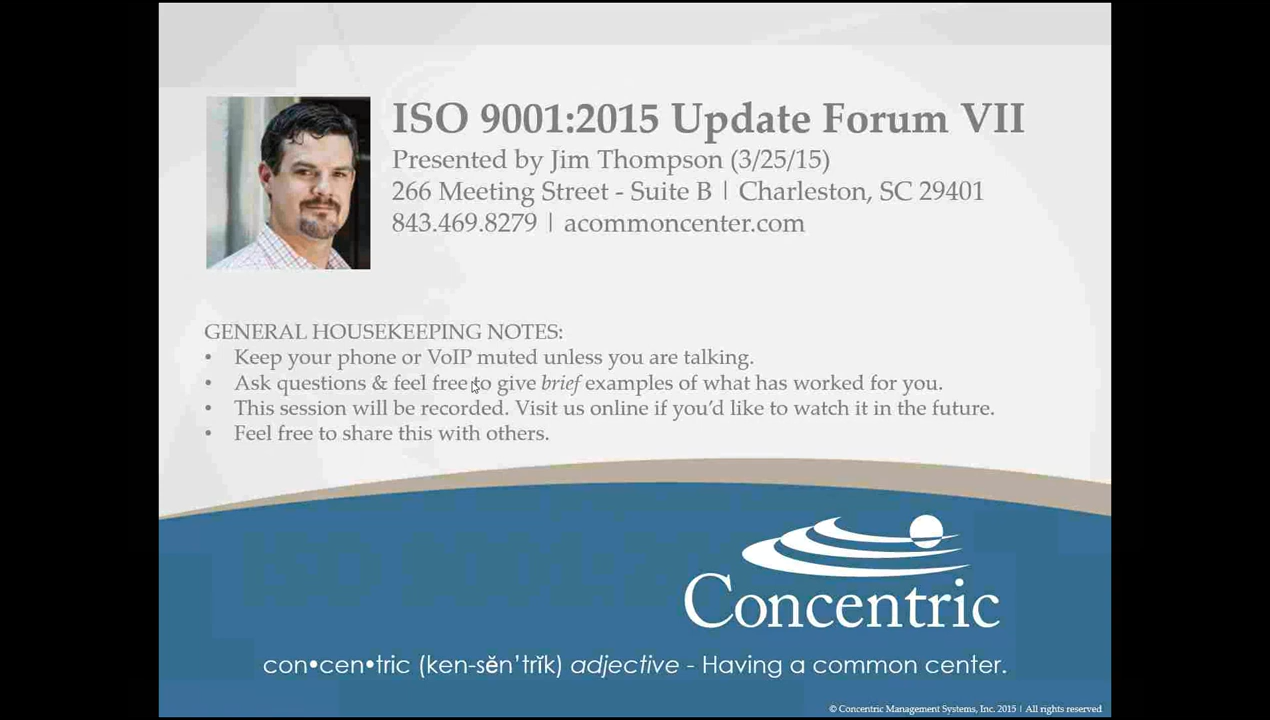 ISO 9001:2015 Update Forum VII
Presented by Jim Thompson (3/25/15)
266 Meeting Street - Suite B | Charleston, SC 29401
843.469.8279 | acommoncenter.com
GENERAL HOUSEKEEPING NOTES:
• Keep your phone or VoIP muted unless you are talking.
• Ask questions & feel free to give brief examples of what has worked for you.
• This session will be recorded. Visit us online if you’d like to watch it in the future.
• Feel free to share this with others.
ISO 9001:20
Concentric
con•cen•tric (ken-sĕn’trĭk) adjective - Having a common center.
© Concentric Management Systems, Inc. 2015 | All rights reserved